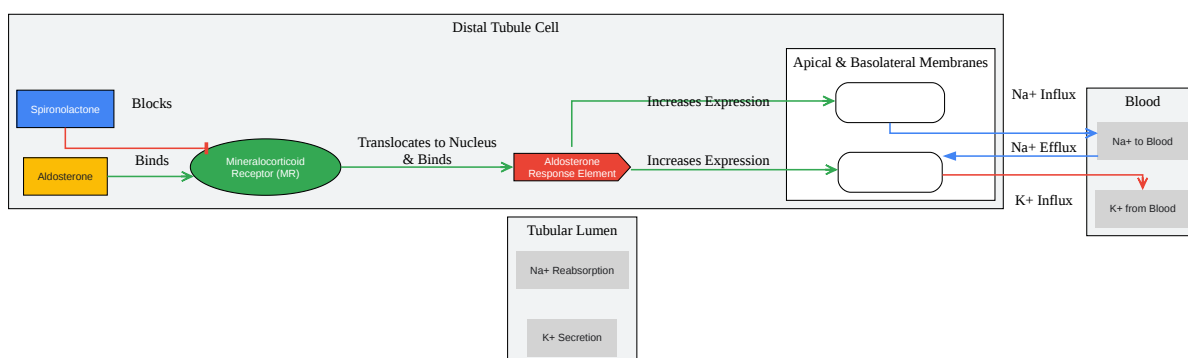 Distal Tubule Cell
Apical & Basolateral Membranes
Spironolactone
Blocks
Increases Expression
Na+ Influx
Blood
Na+ to Blood
Translocates to Nucleus
& Binds
Na+ Efflux
Binds
Mineralocorticoid
Receptor (MR)
Aldosterone
Aldosterone
Response Element
Increases Expression
K+ Influx
K+ from Blood
Tubular Lumen
Na+ Reabsorption
K+ Secretion